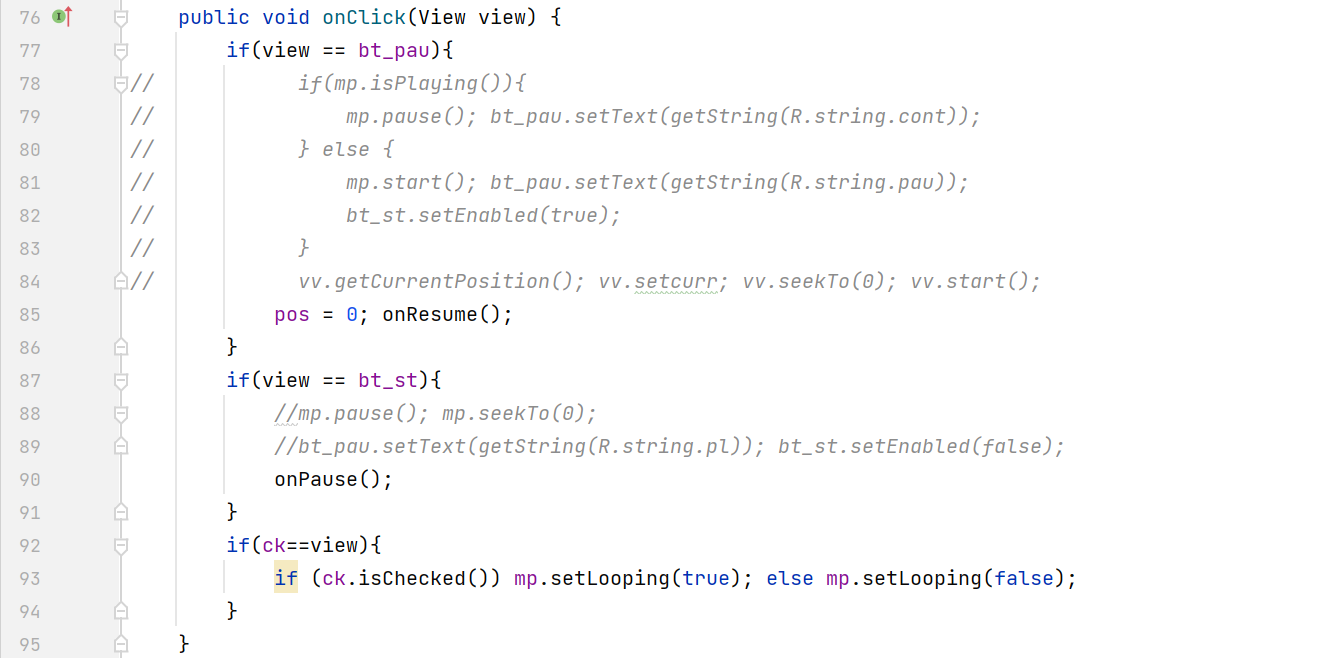 76 public void onClick(View view) {
77 if(view == bt_pau){
78 // if(mp.isPlaying()){
79 // mp.pause(); bt_pau.setText(getString(R.string.cont));
80 // } else {
81 // mp.start(); bt_pau.setText(getString(R.string.pau));
82 // bt_st.setEnabled(true);
83 // }
84 // vv.getCurrentPosition(); vv.setcurr; vv.seekTo(0); vv.start();
85 pos = 0; onResume();
86 }
87 if(view == bt_st){
88 //mp.pause(); mp.seekTo(0);
89 //bt_pau.setText(getString(R.string.pl)); bt_st.setEnabled(false);
90 onPause();
91 }
92 if(ck==view){
93 if (ck.isChecked()) mp.setLooping(true); else mp.setLooping(false);
94 }
95 }